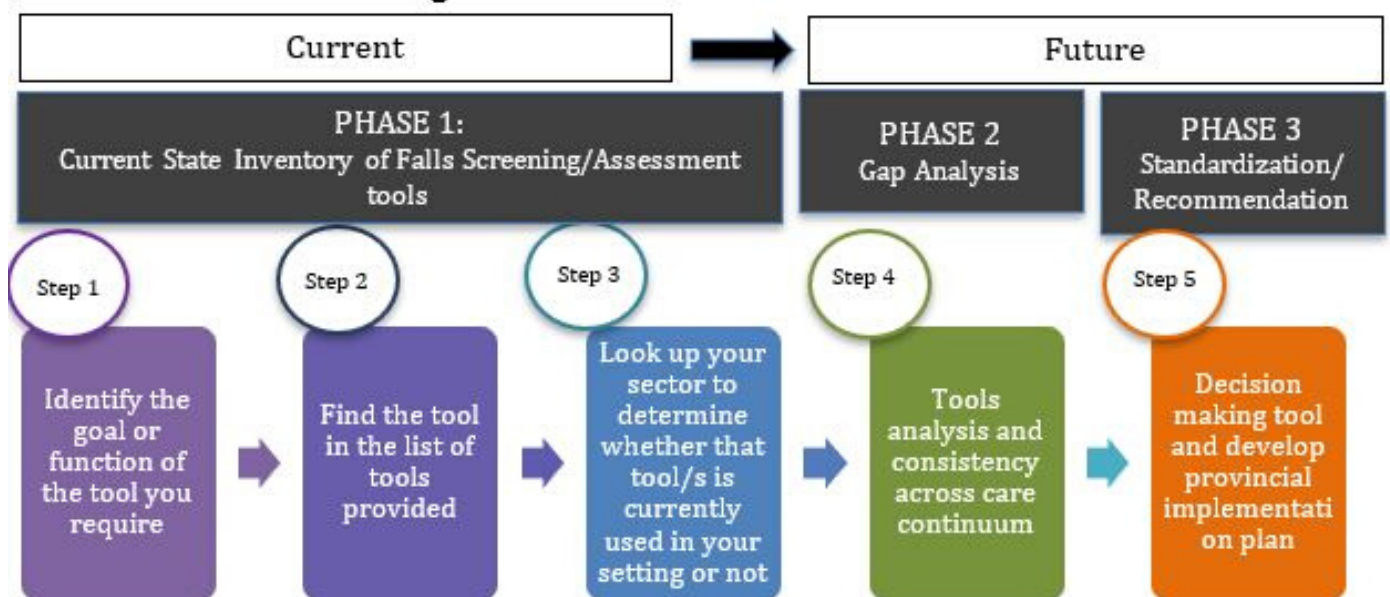 Current
Future
PHASE 1:
Current State Inventory of Falls Screening/Assessment
tools
PHASE 2
Gap Analysis
PHASE 3
Standardization/
Recommendation
Step 1
Step 2
Step 3
Step 4
Step 5
Identify the
goal or
function of
the tool you
require
Find the tool
in the list of
tools
provided
Look up your
sector to
determine
whether that
tool/s is
currently
used in your
setting or not
Tools
analysis and
consistency
across care
continuum
Decision
making tool
and develop
provincial
implementati
on plan